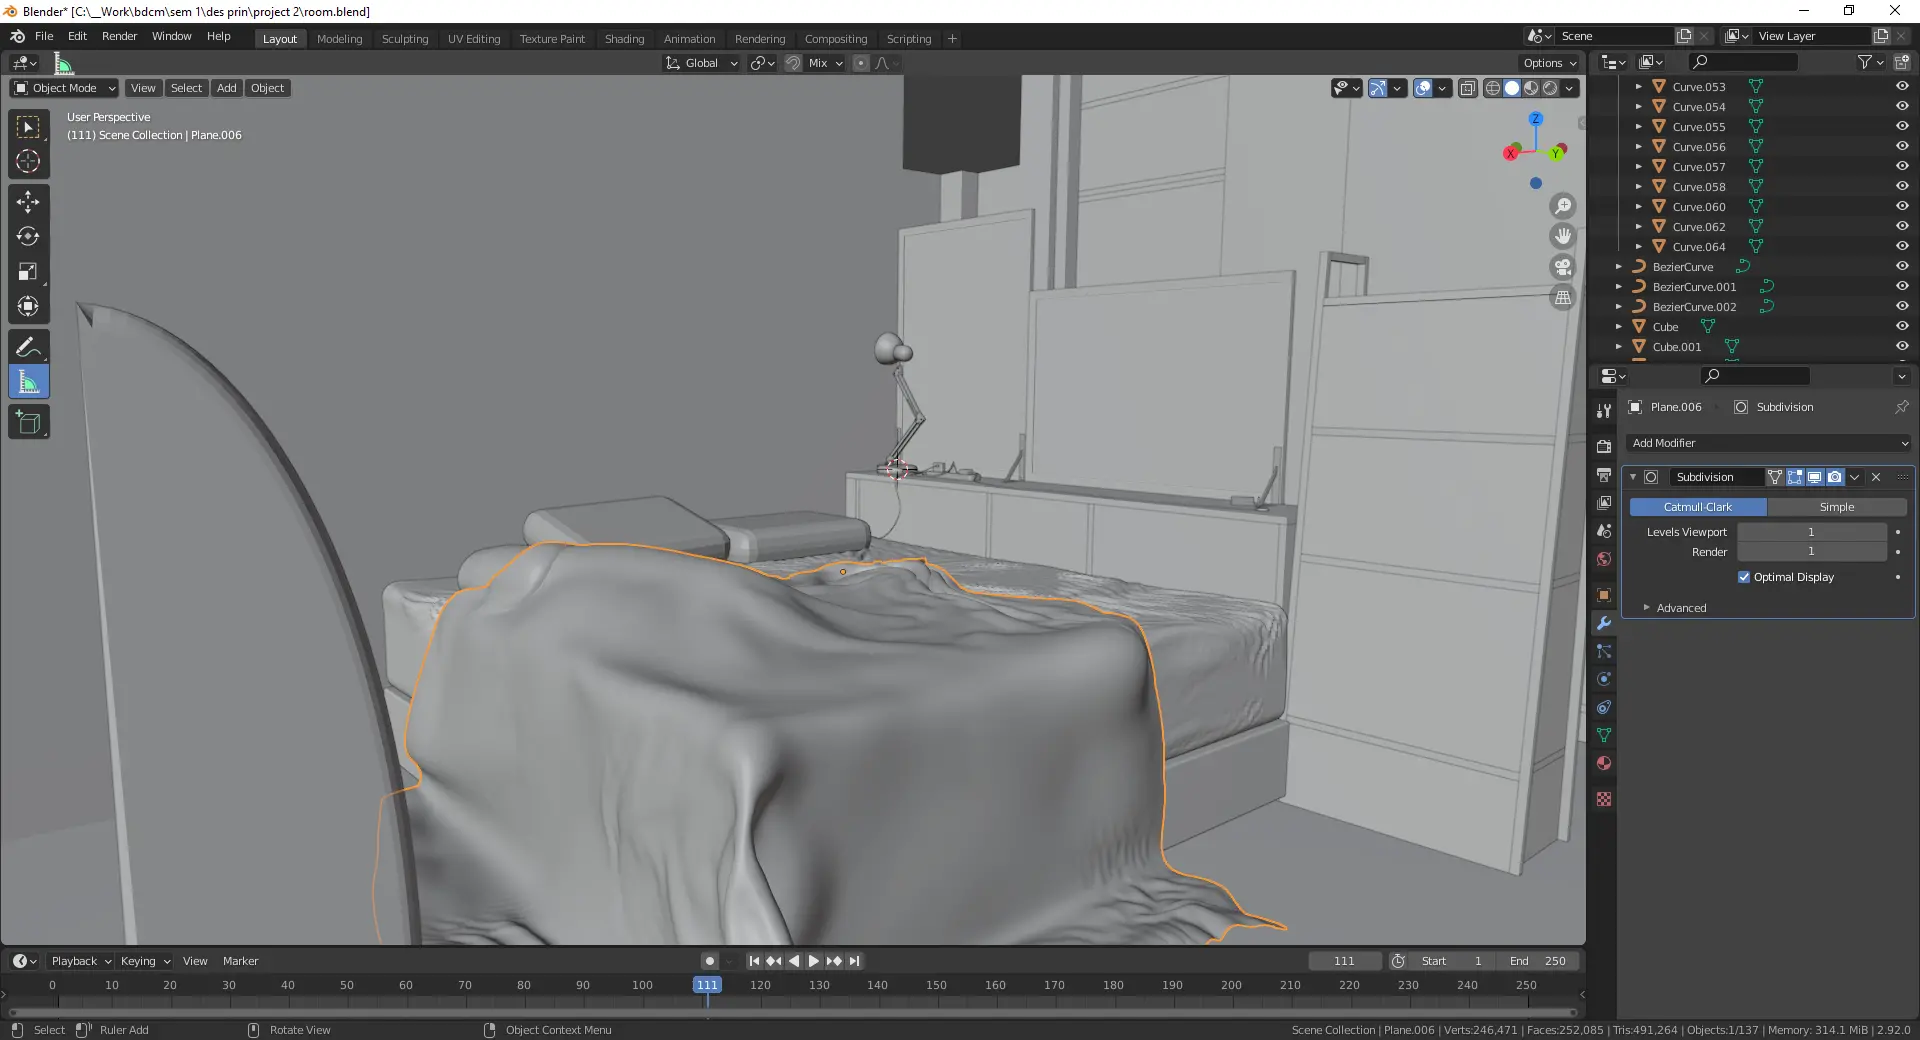 Blender* [C:\__Work\bdcm\sem 1\des prin\project 2\room.blend]
File Edit Render Window Help Layout Modeling Sculpting UV Editing Texture Paint Shading Animation Rendering Compositing Scripting + Scene View Layer
Global Mix Options
Object Mode View Select Add Object
User Perspective
(111) Scene Collection | Plane.006
Z
X
Y
Curve.053
Curve.054
Curve.055
Curve.056
Curve.057
Curve.058
Curve.060
Curve.062
Curve.064
BezierCurve
BezierCurve.001
BezierCurve.002
Cube
Cube.001
Plane.006 Subdivision
Add Modifier
Subdivision
Catmull-Clark Simple
Levels Viewport 1
Render 1
Optimal Display
Advanced
Playback Keying View Marker 111 Start 1 End 250
0 10 20 30 40 50 60 70 80 90 100 111 120 130 140 150 160 170 180 190 200 210 220 230 240 250
Select Ruler Add Rotate View Object Context Menu Scene Collection | Plane.006 | Verts:246,471 | Faces:252,085 | Tris:491,264 | Objects:1/137 | Memory: 314.1 MiB | 2.92.0